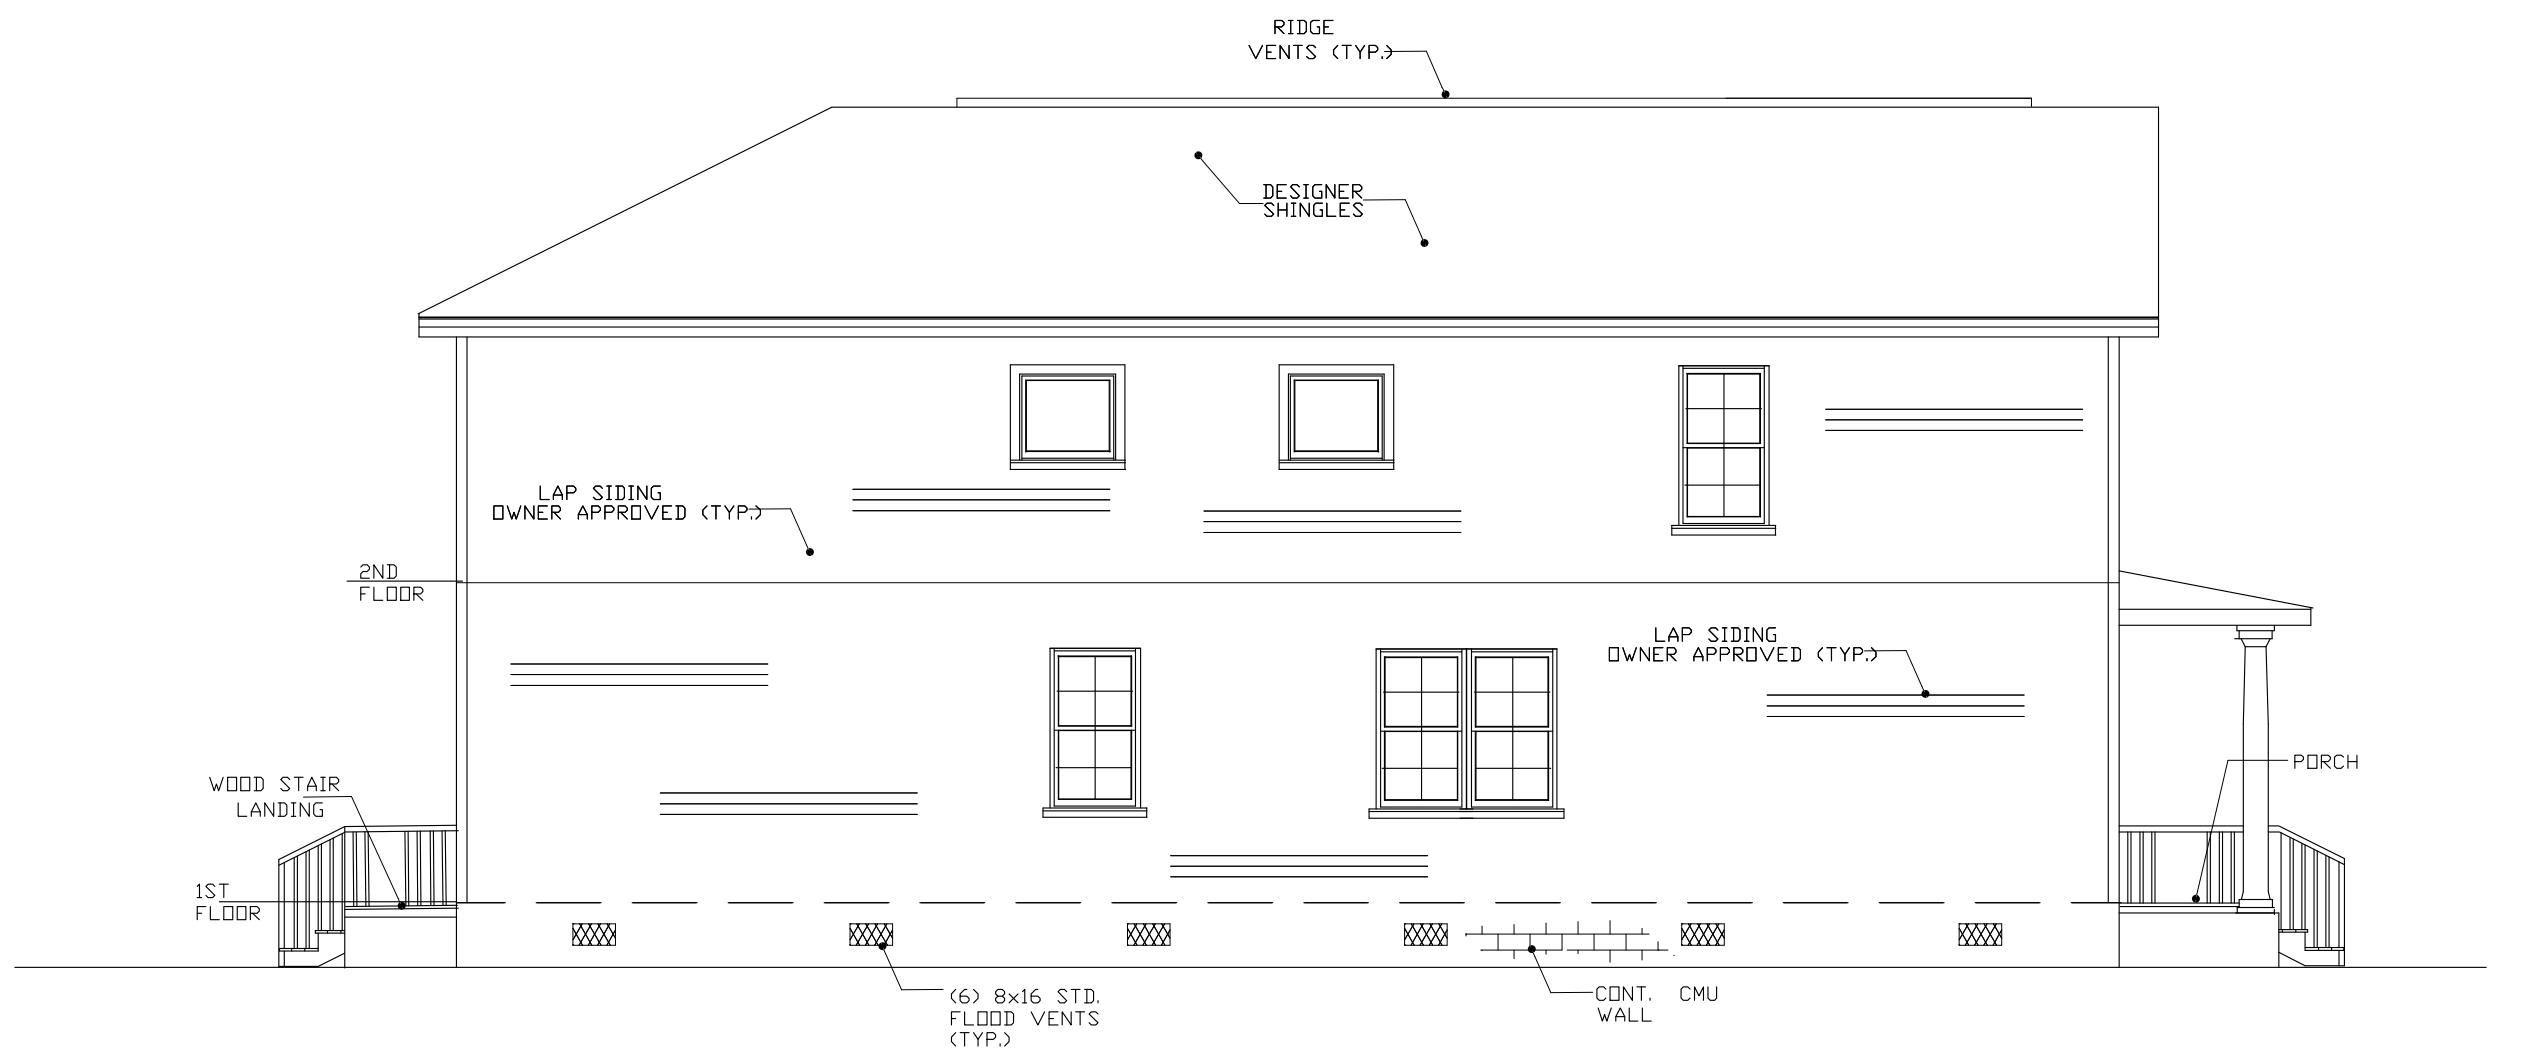 RIDGE
VENTS (TYP.)
DESIGNER
SHINGLES
LAP SIDING
OWNER APPROVED (TYP.)
2ND
FLOOR
LAP SIDING
OWNER APPROVED (TYP.)
PORCH
WOOD STAIR
LANDING
1ST
FLOOR
(6) 8x16 STD.
FLOOD VENTS
(TYP.)
CONT. CMU
WALL